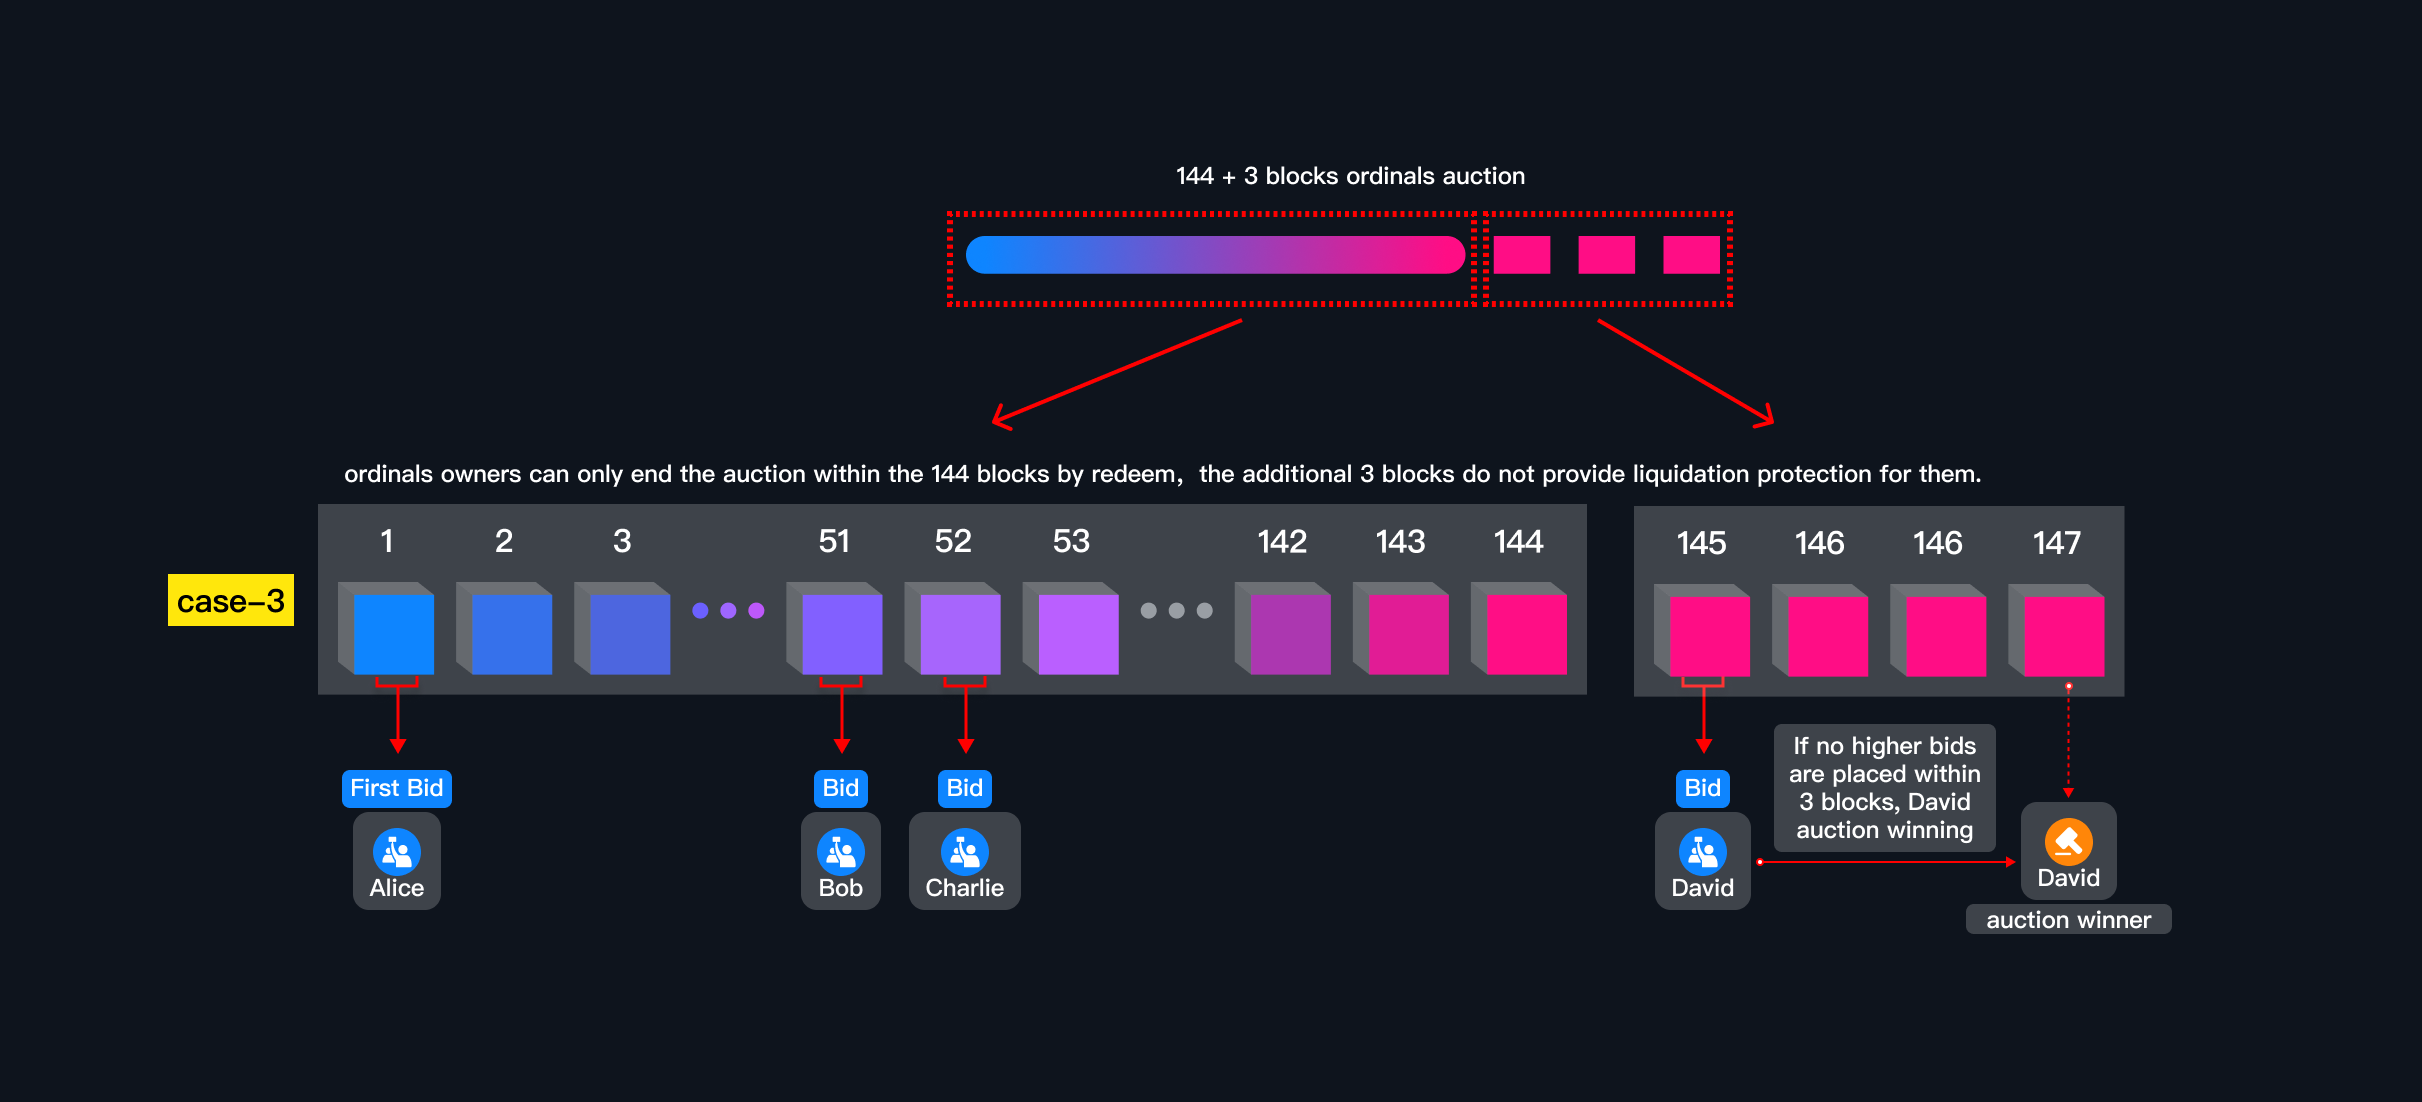 144 + 3 blocks ordinals auction
ordinals owners can only end the auction within the 144 blocks by redeem, the additional 3 blocks do not provide liquidation protection for them.
1 2 3 51 52 53 142 143 144 145 146 146 147
case-3
First Bid Bid Bid Bid
Alice Bob Charlie David
If no higher bids
are placed within
3 blocks, David
auction winning
David
auction winner